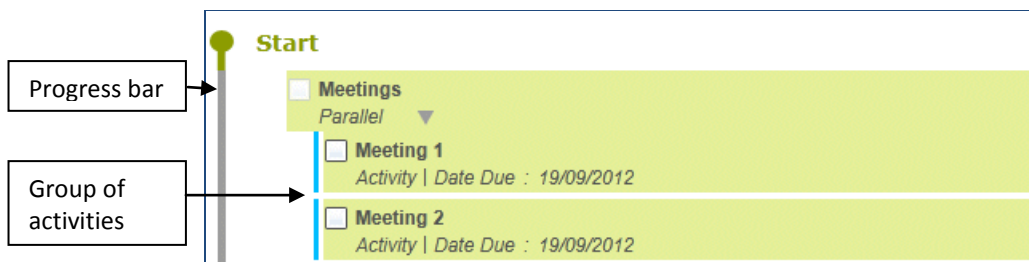 Start
Progress bar
Meetings
Parallel
Meeting 1
Activity | Date Due : 19/09/2012
Group of
activities
Meeting 2
Activity | Date Due : 19/09/2012